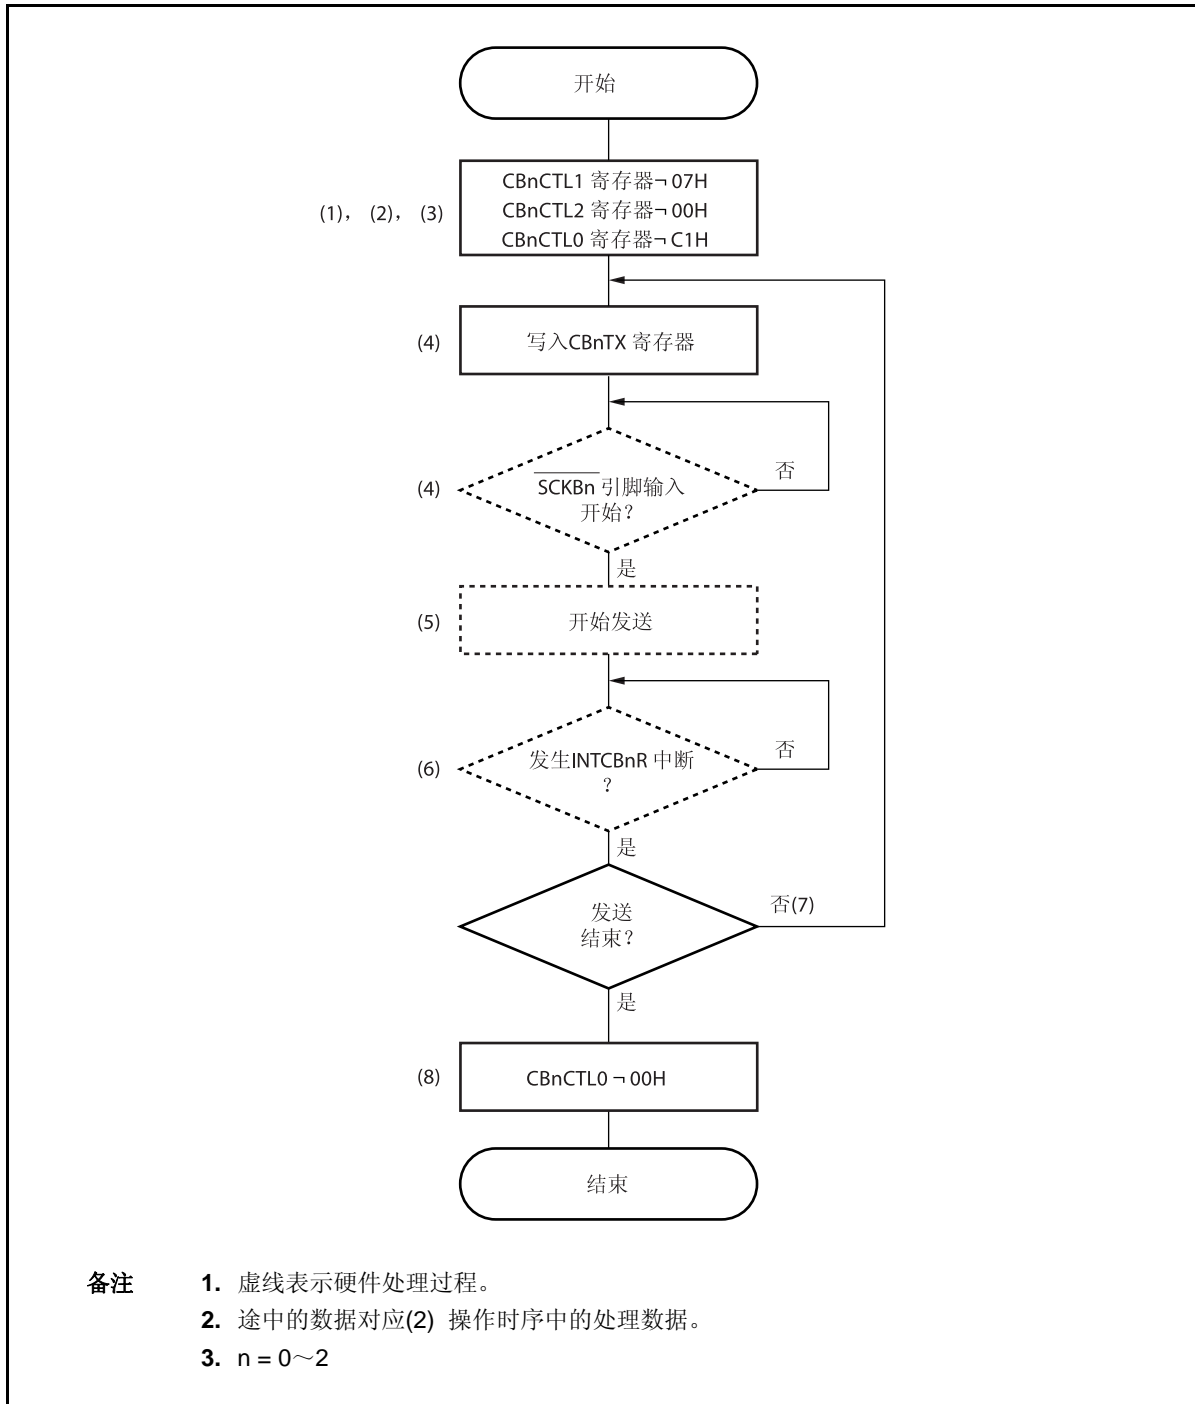 开始
CBnCTL1 寄存器¬ 07H
(1)， (2)， (3) CBnCTL2 寄存器¬ 00H
CBnCTL0 寄存器¬ C1H
(4) 写入CBnTX 寄存器
否
(4) SCKBn 引脚输入
开始？
是
(5) 开始发送
否
(6) 发生INTCBnR 中断
？
是
否(7)
发送
结束？
是
(8) CBnCTL0 ¬ 00H
结束
备注 1. 虚线表示硬件处理过程。
2. 途中的数据对应(2) 操作时序中的处理数据。
3. n = 0～2